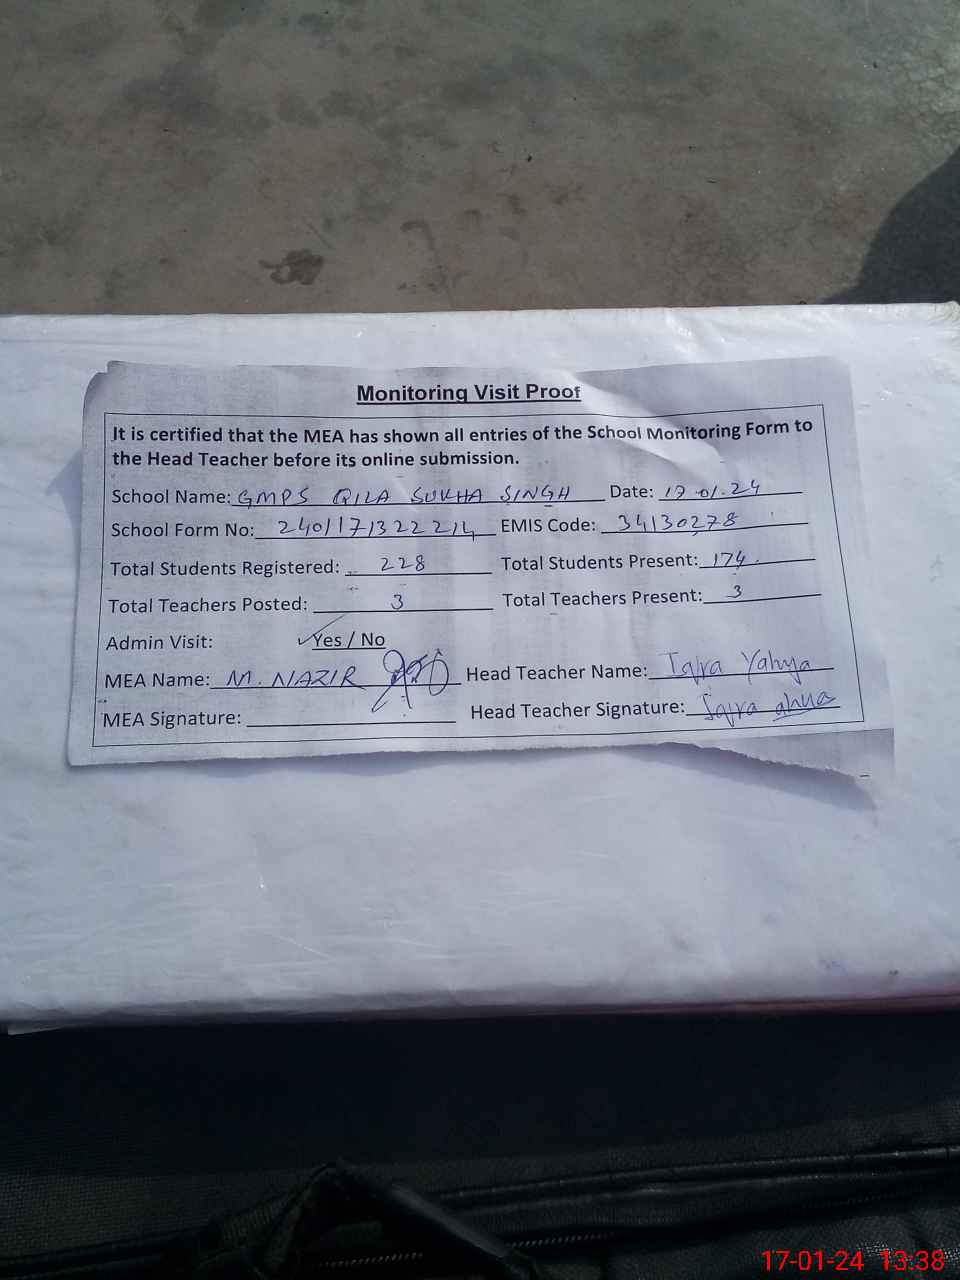 Monitoring Visit Proof
It is certified that the MEA has shown all entries of the School Monitoring Form to
the Head Teacher before its online submission.
School Name: GMPS QILA SUKHA SINGH Date: 17-01-24
School Form No: 2401171322214 EMIS Code: 34130278
Total Students Registered: 228 Total Students Present: 174
Total Teachers Posted: 3 Total Teachers Present: 3
Admin Visit: Yes / No
MEA Name: M. NAZIR Head Teacher Name: Iqra Yahya
MEA Signature: Head Teacher Signature: Iqra
17-01-24 13:38